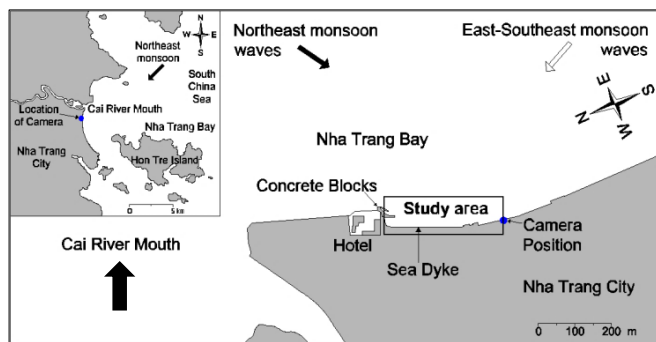 N
W E
S
Northeast
monsoon
South
China
Sea
Location
of Camera
Cai River Mouth
Nha Trang Bay
Nha Trang
City
Hon Tre Island
0 5 km
Cai River Mouth
Northeast monsoon
waves
East-Southeast monsoon
waves
E
N S
W
Nha Trang Bay
Concrete Blocks
Study area
Hotel
Sea Dyke
Camera
Position
Nha Trang City
0 100 200 m